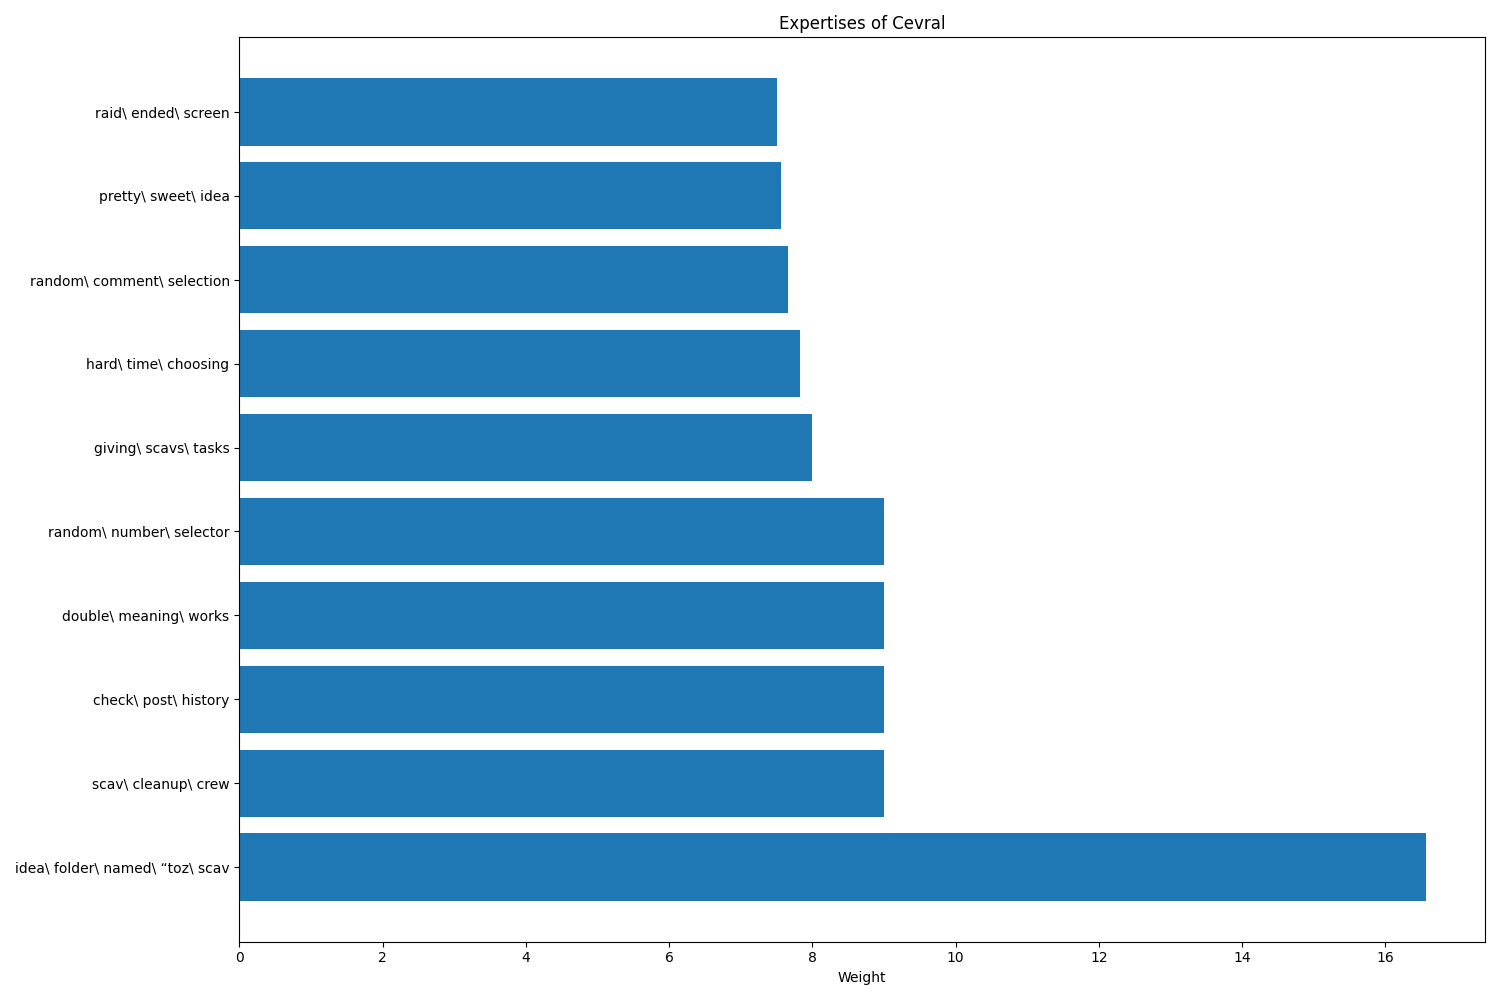 Expertises of Cevral
raid\ ended\ screen
pretty\ sweet\ idea
random\ comment\ selection
hard\ time\ choosing
giving\ scavs\ tasks
random\ number\ selector
double\ meaning\ works
check\ post\ history
scav\ cleanup\ crew
idea\ folder\ named\ “toz\ scav
0 2 4 6 8 10 12 14 16
Weight